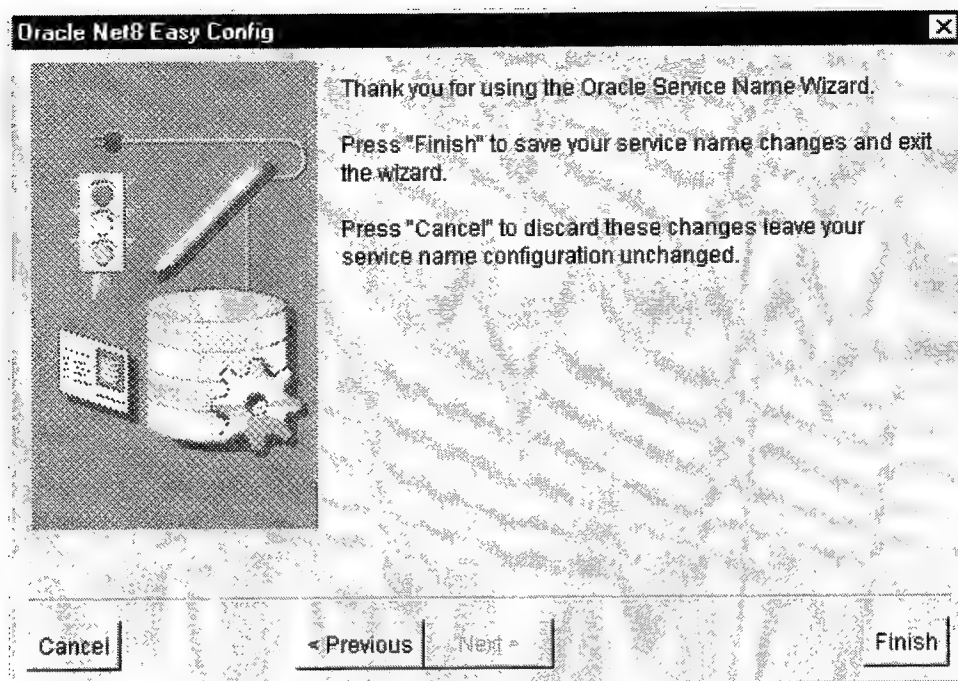 Oracle Net8 Easy Config
Thank you for using the Oracle Service Name Wizard.
Press "Finish" to save your service name changes and exit
the wizard.
Press "Cancel" to discard these changes leave your
service name configuration unchanged.
Cancel
< Previous
Next >
Finish